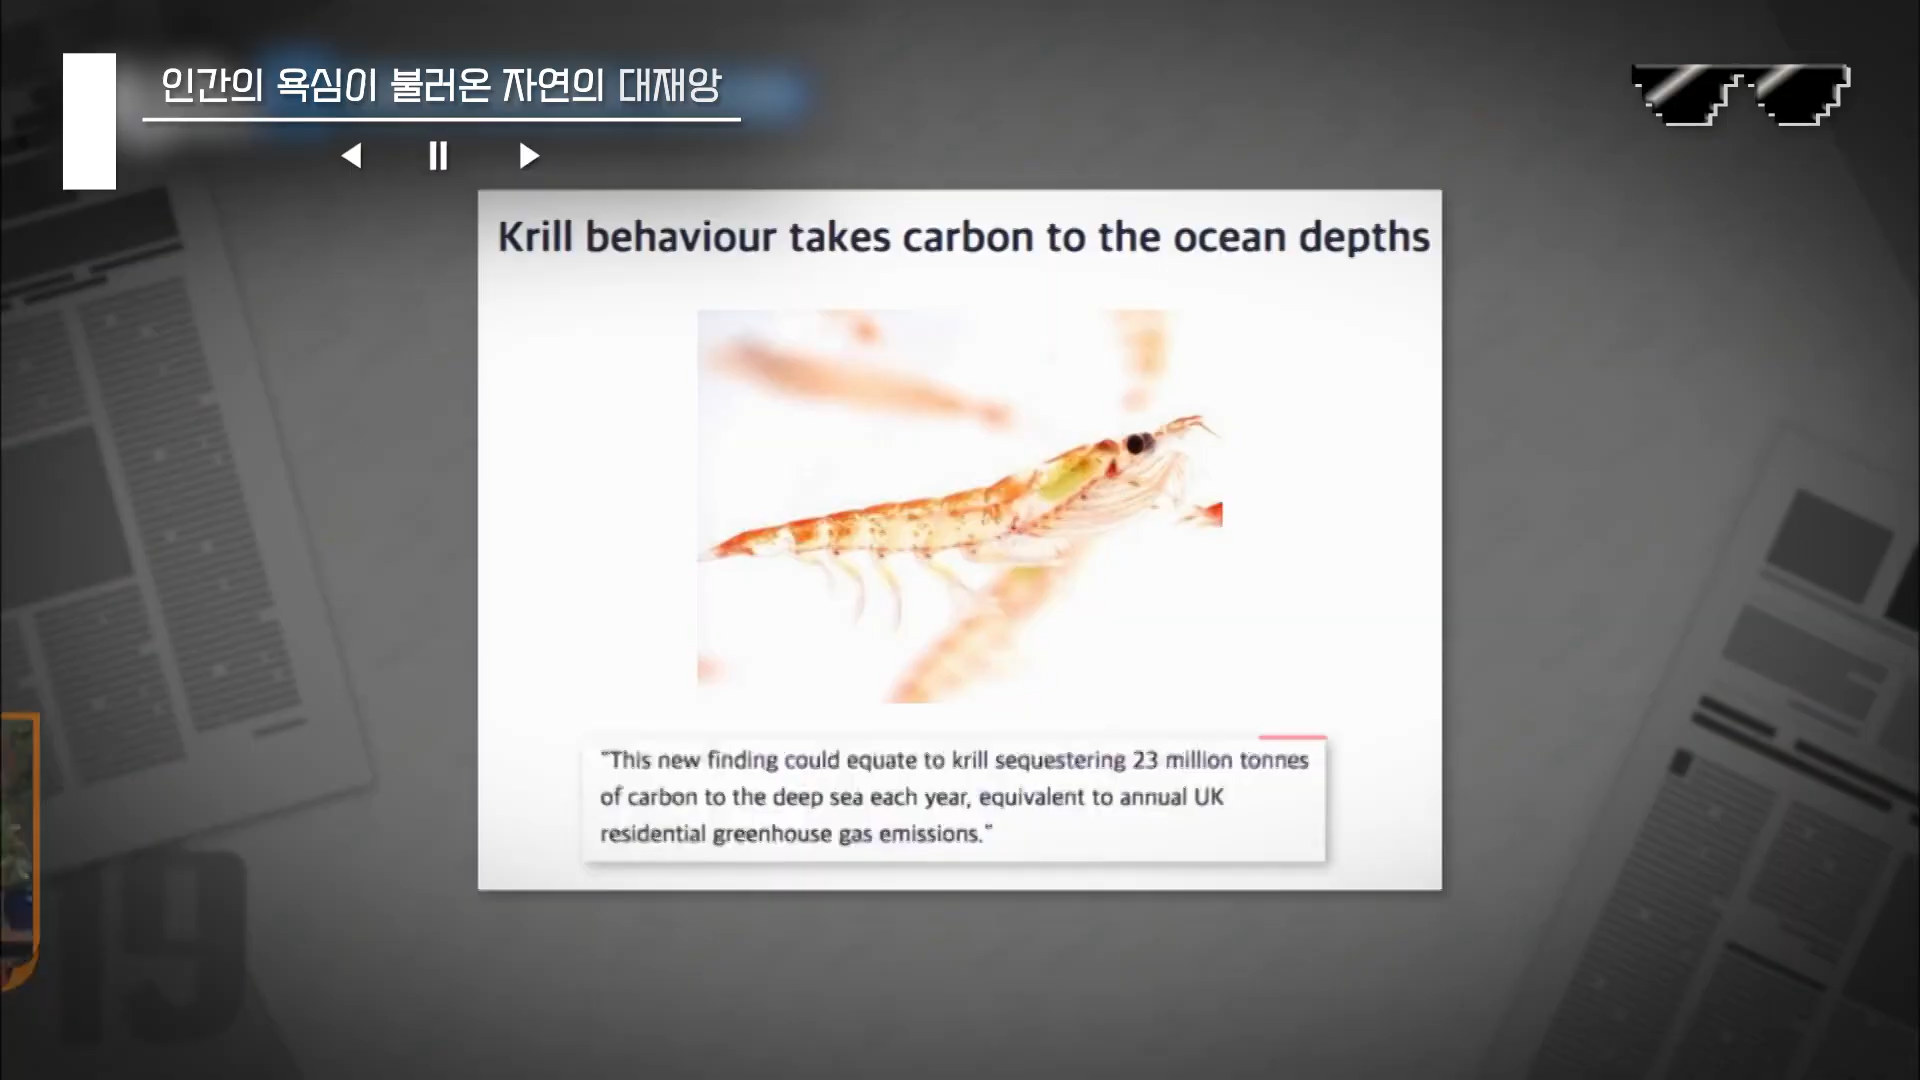 인간의 욕심이 불러온 자연의 대재앙
Krill behaviour takes carbon to the ocean depths
"This new finding could equate to krill sequestering 23 million tonnes
of carbon to the deep sea each year, equivalent to annual UK
residential greenhouse gas emissions."
19